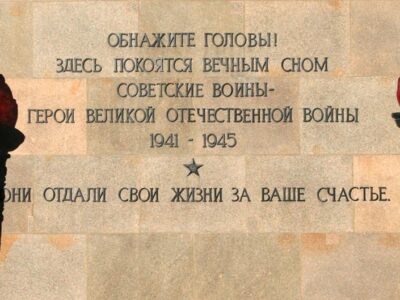 ОБНАЖИТЕ ГОЛОВЫ!
ЗДЕСЬ ПОКОЯТСЯ ВЕЧНЫМ СНОМ
СОВЕТСКИЕ ВОИНЫ-
ГЕРОИ ВЕЛИКОЙ ОТЕЧЕСТВЕННОЙ ВОЙНЫ
1941 - 1945
ОНИ ОТДАЛИ СВОИ ЖИЗНИ ЗА ВАШЕ СЧАСТЬЕ.